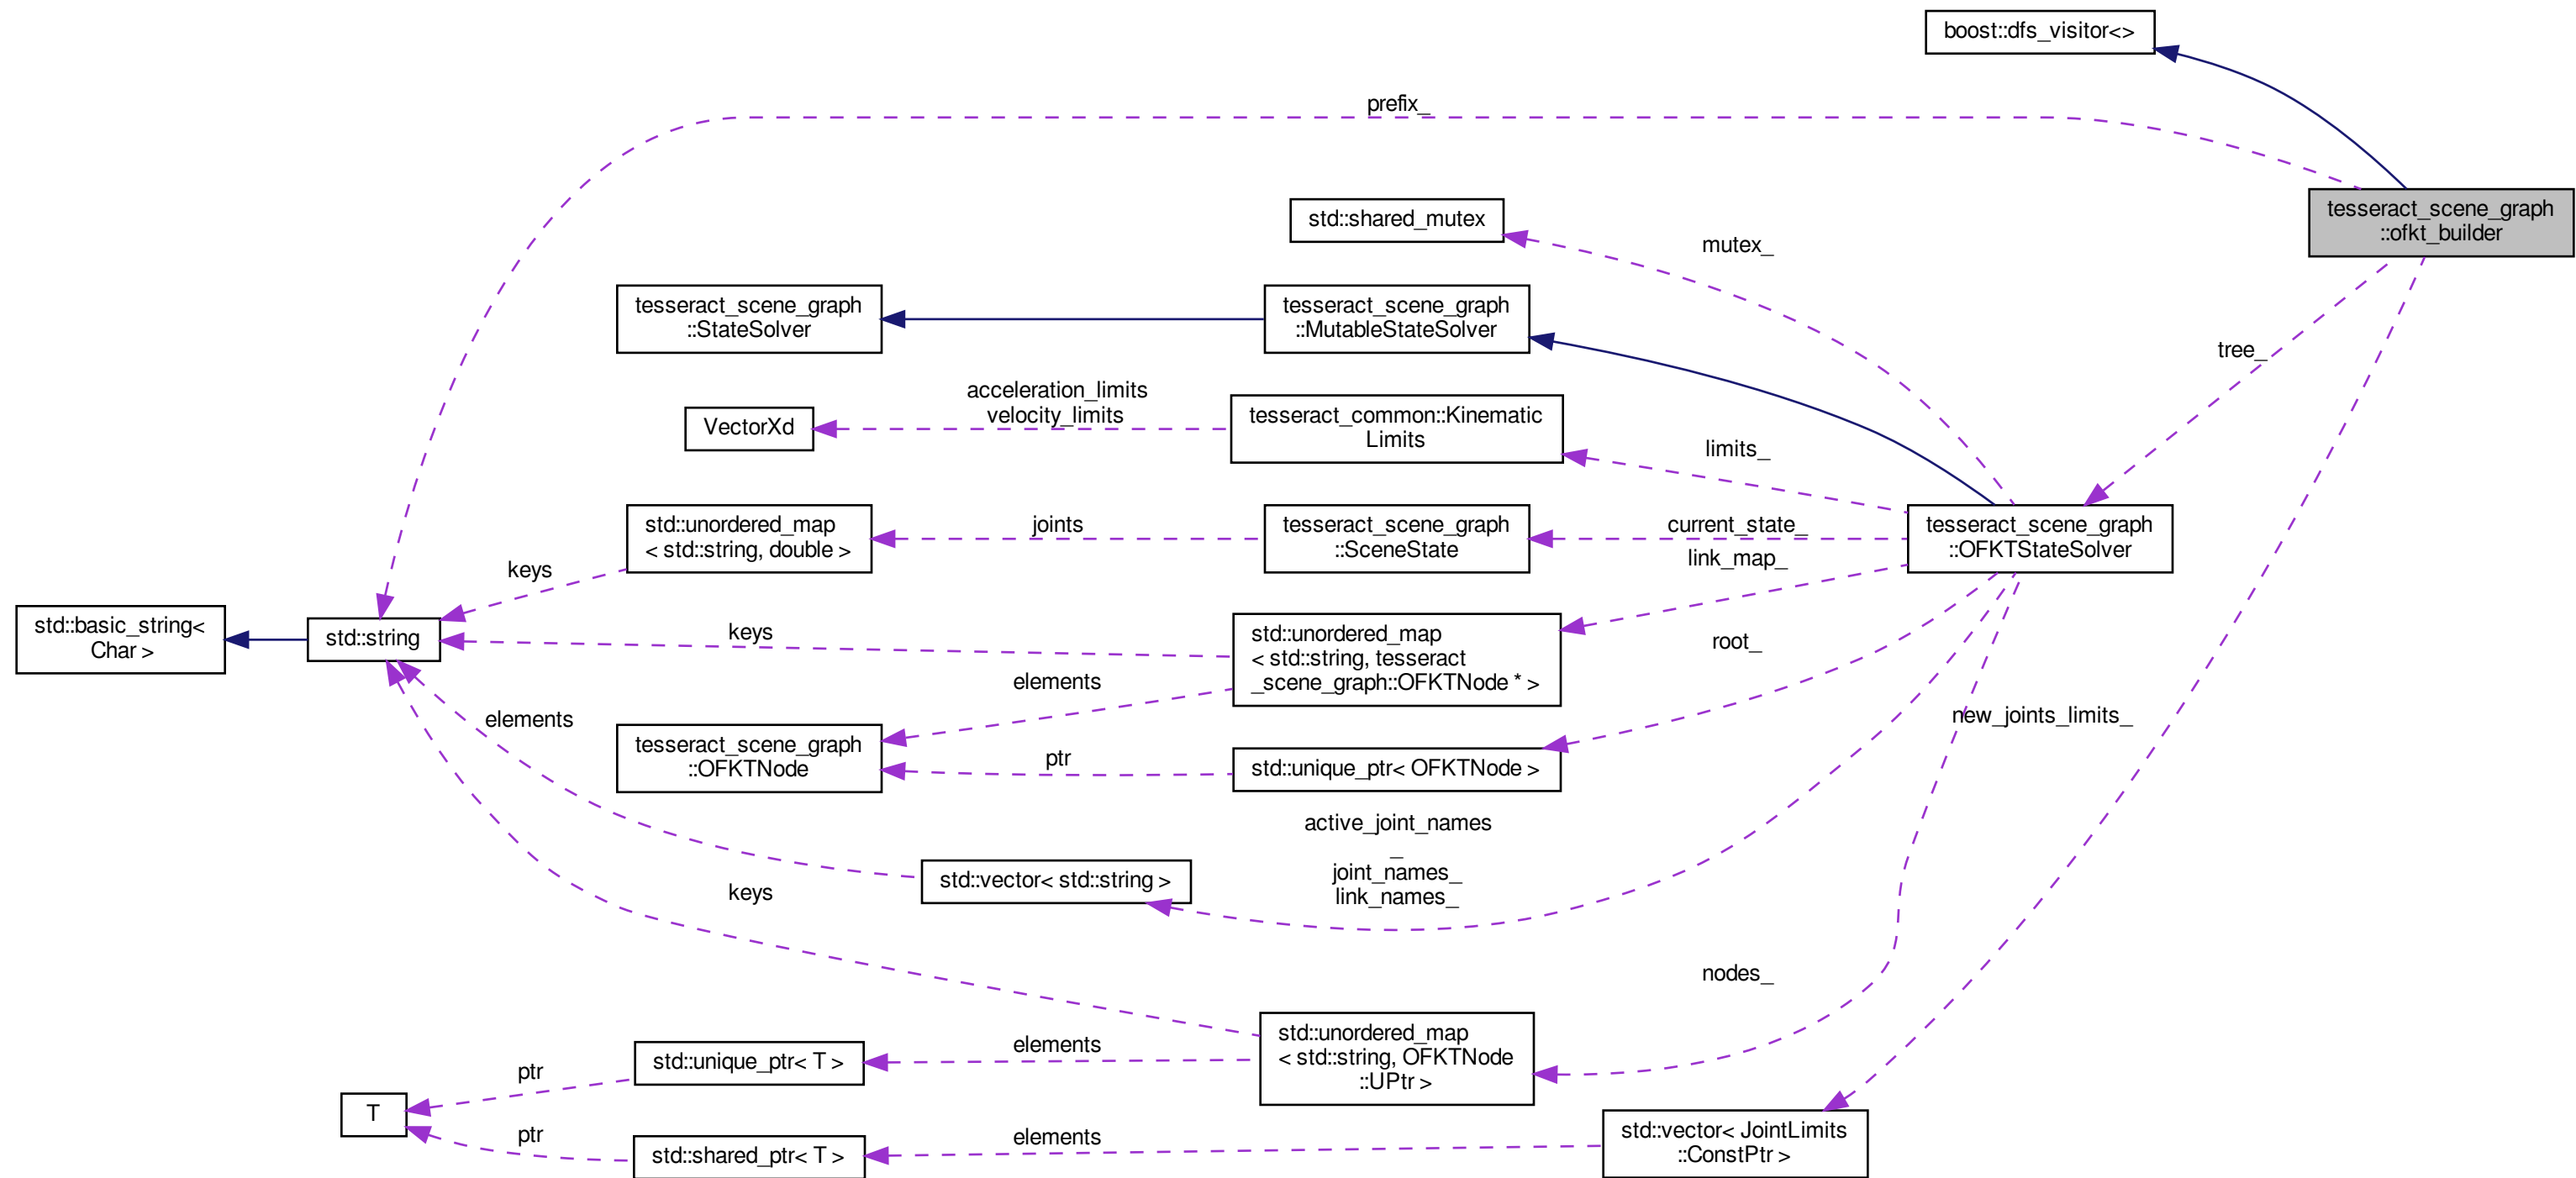 boost::dfs_visitor<>
prefix_
tesseract_scene_graph
::ofkt_builder
std::shared_mutex
mutex_
tesseract_scene_graph
::StateSolver
tesseract_scene_graph
::MutableStateSolver
tree_
acceleration_limits
velocity_limits
VectorXd
tesseract_common::Kinematic
Limits
limits_
std::unordered_map
< std::string, double >
joints
tesseract_scene_graph
::SceneState
current_state_
tesseract_scene_graph
::OFKTStateSolver
link_map_
keys
std::basic_string<
Char >
std::string
keys
std::unordered_map
< std::string, tesseract
_scene_graph::OFKTNode * >
root_
elements
elements
new_joints_limits_
tesseract_scene_graph
::OFKTNode
ptr
std::unique_ptr< OFKTNode >
active_joint_names
_
joint_names_
link_names_
std::vector< std::string >
keys
nodes_
std::unordered_map
< std::string, OFKTNode
::UPtr >
elements
std::unique_ptr< T >
ptr
T
ptr
std::shared_ptr< T >
elements
std::vector< JointLimits
::ConstPtr >